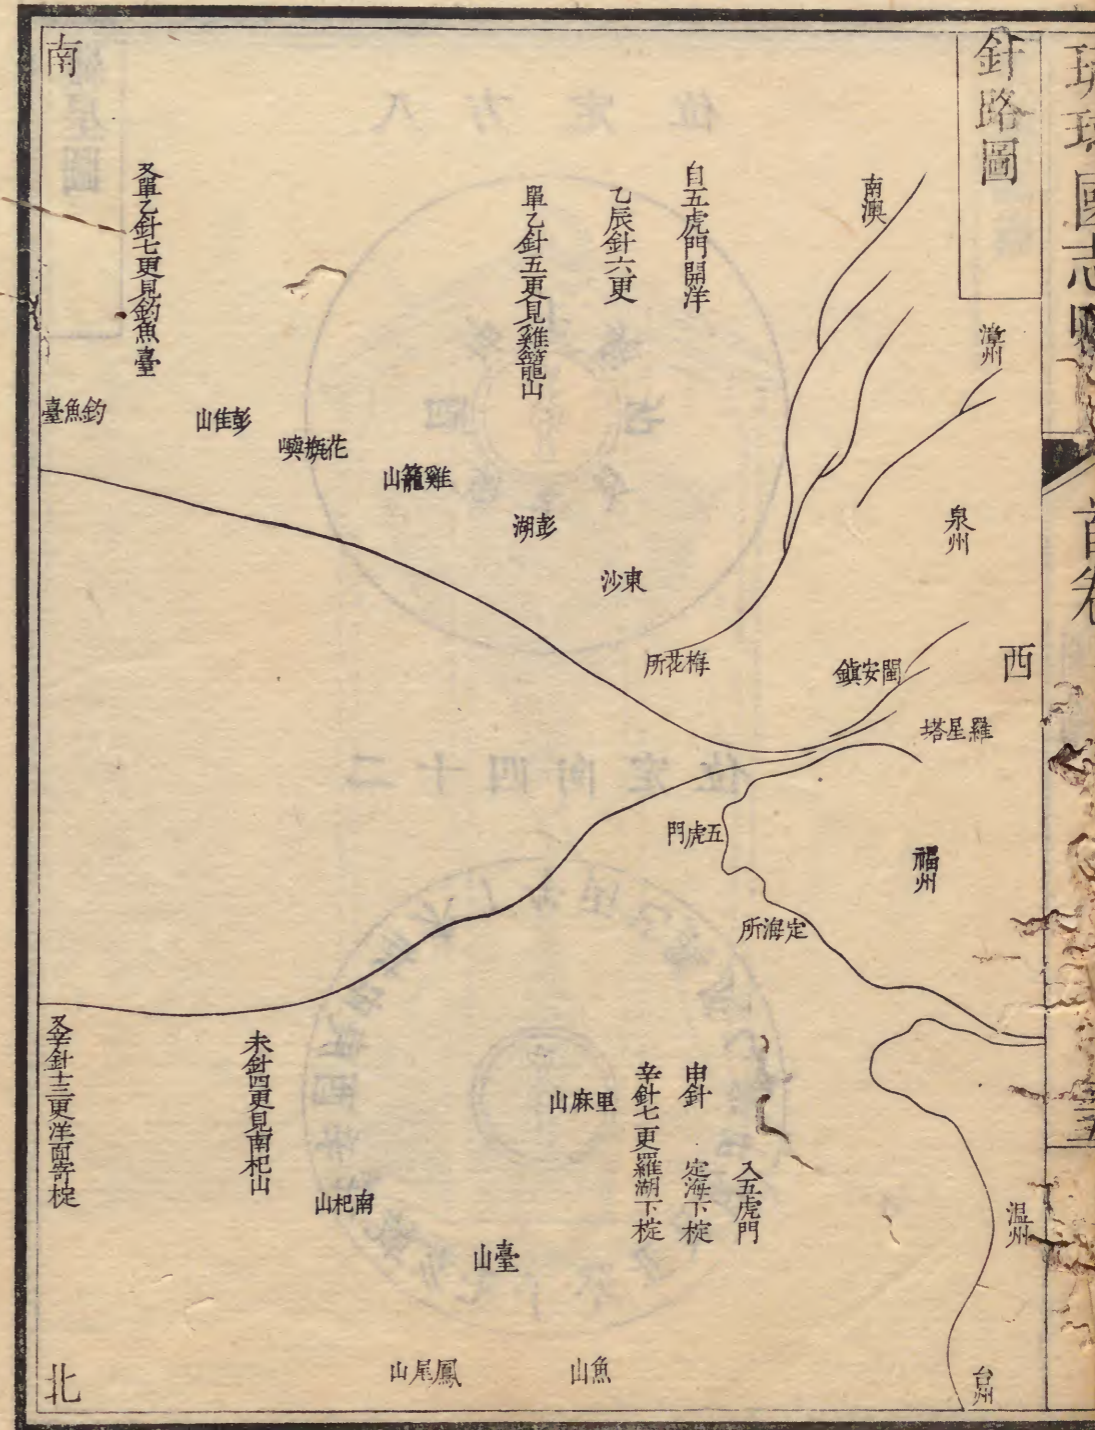 琉球國志略
首卷
針路圖
西
南
北
南澳
漳州
泉州
自五虎門開洋
乙辰針六更
單乙針五更見雞籠山
又單乙針七更見釣魚臺
釣魚臺
彭佳山
花瓶嶼
雞籠山
彭湖
東沙
梅花所
閩安鎮
羅星塔
五虎門
福州
定海所
入五虎門
申針 定海下椗
辛針七更羅湖下椗
里麻山
未針四更見南杞山
南杞山
又辛針十三更洋面寄椗
臺山
魚山
鳳尾山
温州
台州